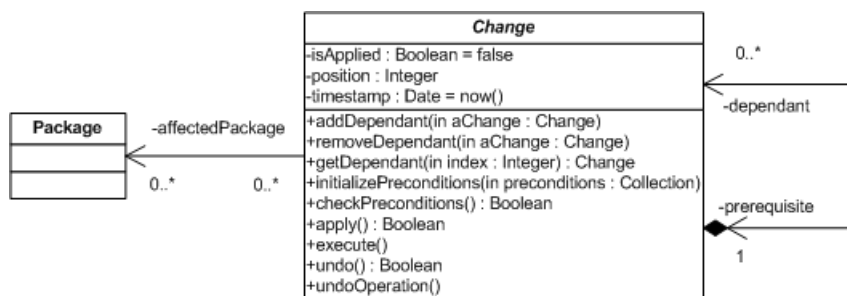 Change
-isApplied : Boolean = false
-position : Integer
-timestamp : Date = now()
+addDependant(in aChange : Change)
+removeDependant(in aChange : Change)
+getDependant(in index : Integer) : Change
+initializePreconditions(in preconditions : Collection)
+checkPreconditions() : Boolean
+apply() : Boolean
+execute()
+undo() : Boolean
+undoOperation()
Package
-affectedPackage
0..*
0..*
0..*
-dependant
-prerequisite
1